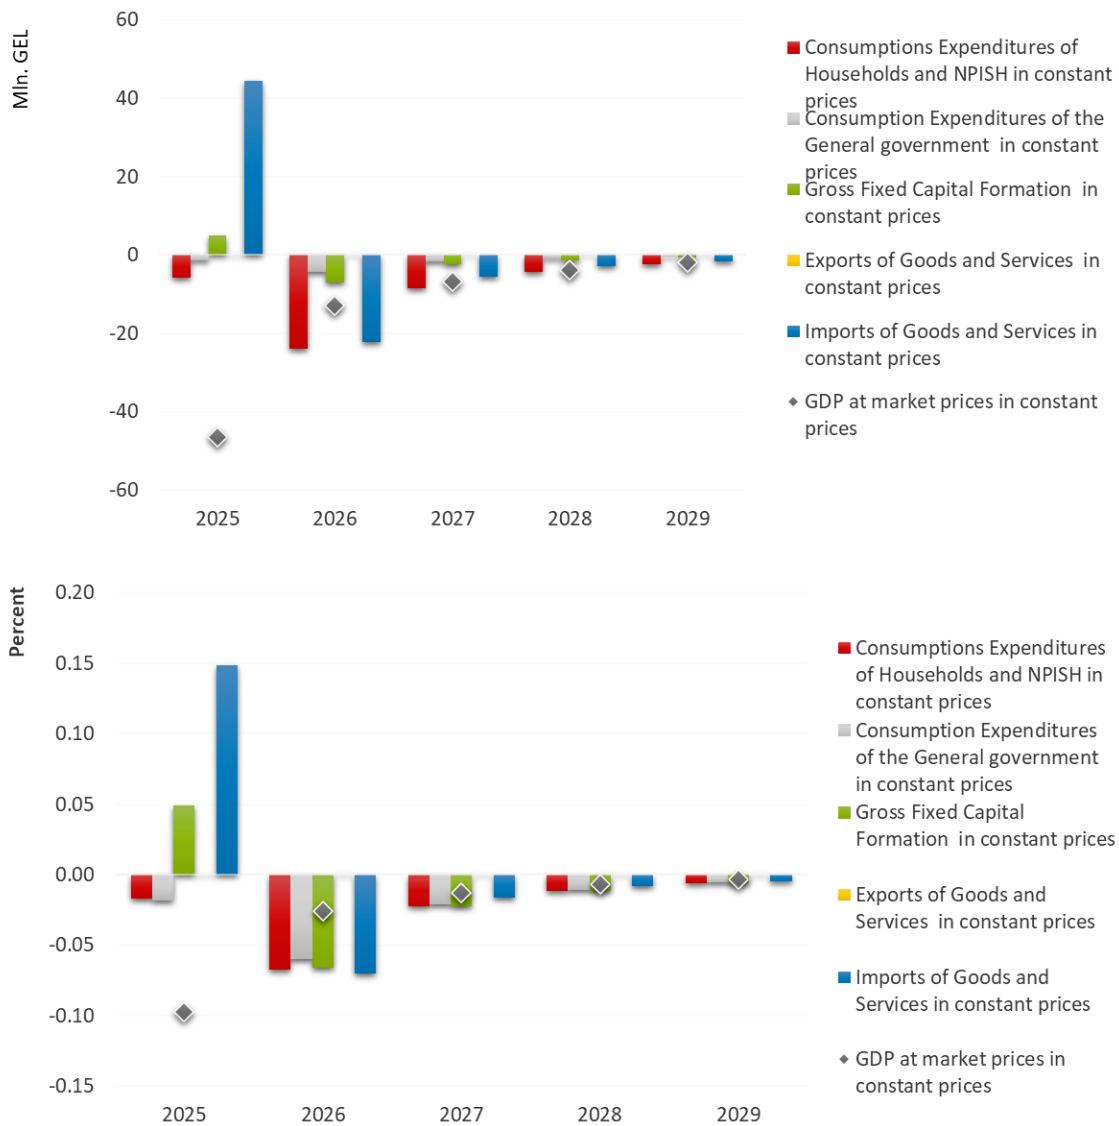 Mln. GEL
60
40
20
0
-20
-40
-60
2025
2026
2027
2028
2029
Consumptions Expenditures of
Households and NPISH in constant
prices
Consumption Expenditures of the
General government in constant
prices
Gross Fixed Capital Formation in
constant prices
Exports of Goods and Services in
constant prices
Imports of Goods and Services in
constant prices
GDP at market prices in constant
prices
Percent
0.20
0.15
0.10
0.05
0.00
-0.05
-0.10
-0.15
2025
2026
2027
2028
2029
Consumptions Expenditures
of Households and NPISH in
constant prices
Consumption Expenditures
of the General government
in constant prices
Gross Fixed Capital
Formation in constant prices
Exports of Goods and
Services in constant prices
Imports of Goods and
Services in constant prices
GDP at market prices in
constant prices